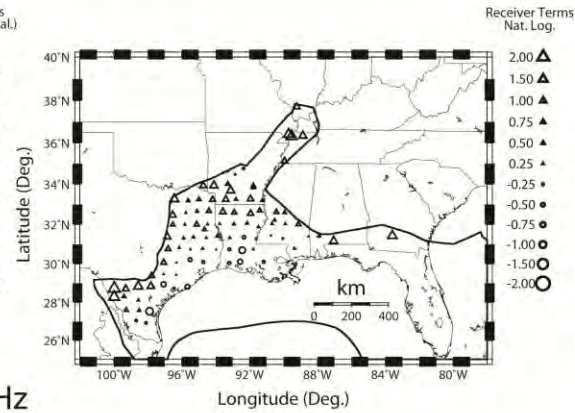 s
al.)
Receiver Terms
Nat. Log.
40°N
38°N
36°N
34°N
32°N
30°N
28°N
26°N
Latitude (Deg.)
2.00
1.50
1.00
0.75
0.50
0.25
-0.25
-0.50
-0.75
-1.00
-1.50
-2.00
km
0 200 400
100°W 96°W 92°W 88°W 84°W 80°W
Hz
Longitude (Deg.)